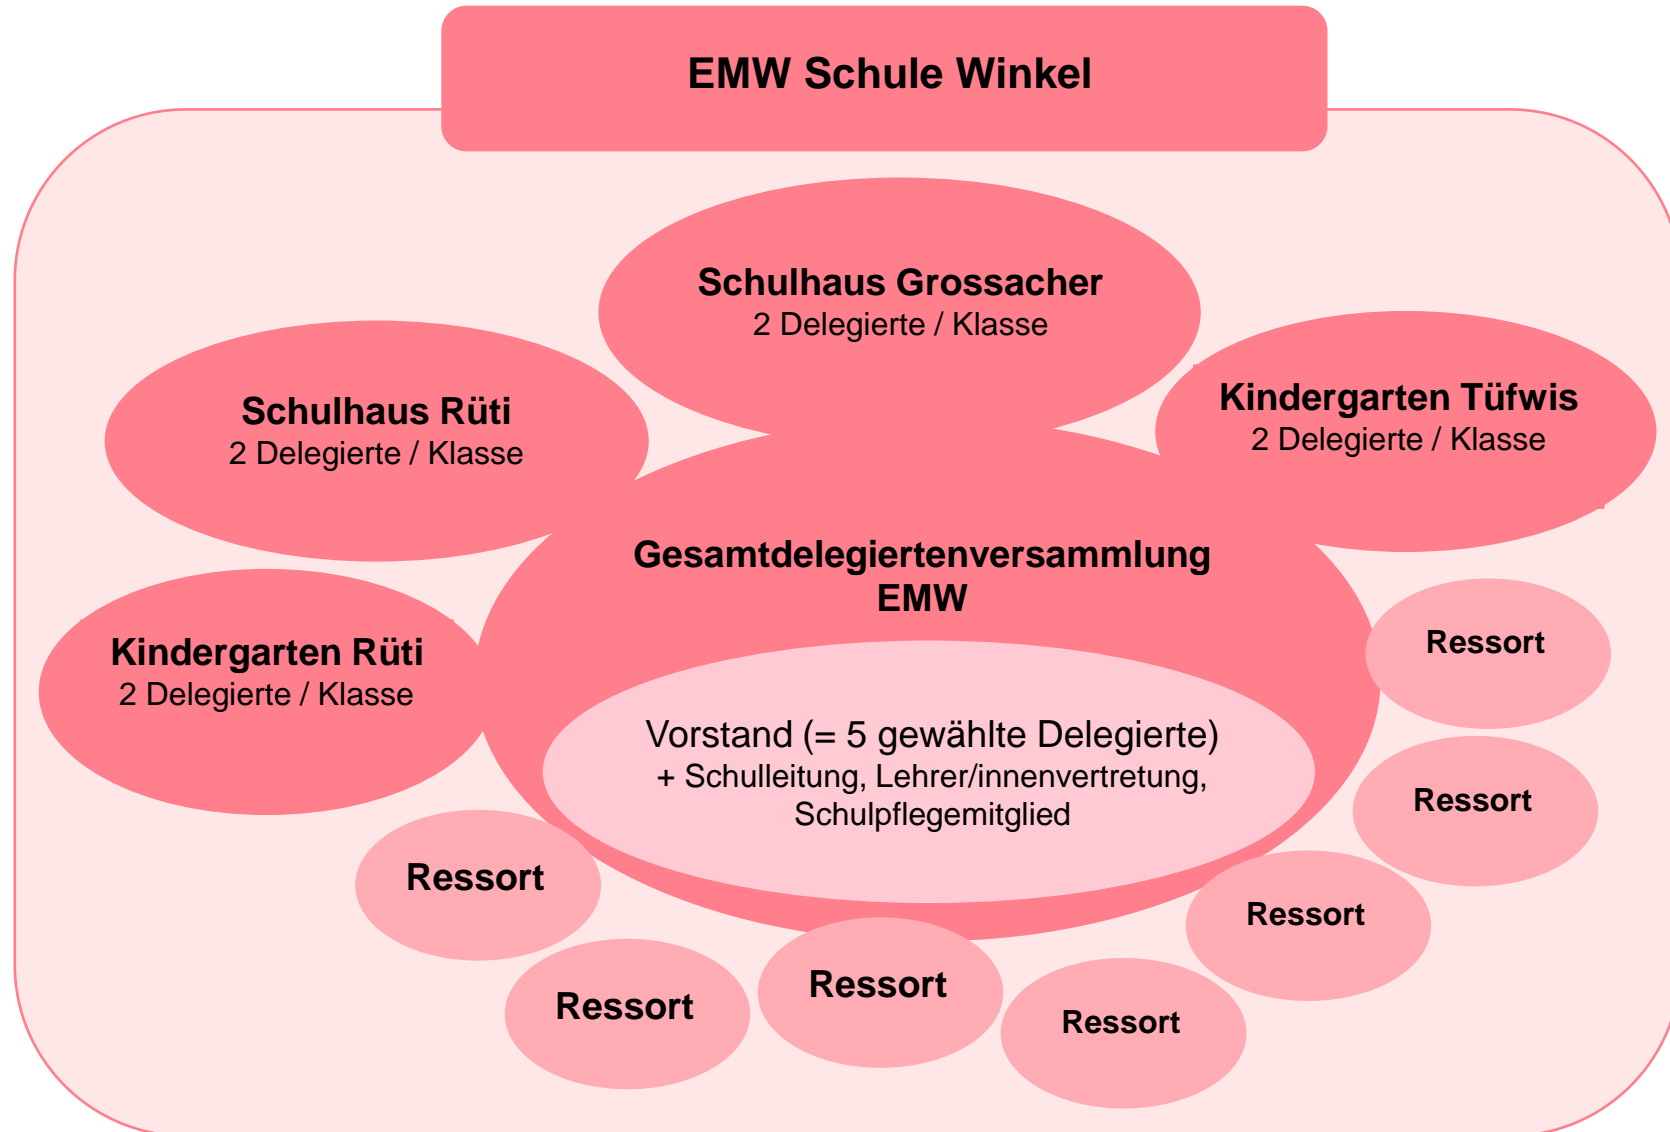 EMW Schule Winkel
Schulhaus Grossacher
2 Delegierte / Klasse
Schulhaus Rüti
2 Delegierte / Klasse
Kindergarten Tüfwis
2 Delegierte / Klasse
Kindergarten Rüti
2 Delegierte / Klasse
Gesamtdelegiertenversammlung
EMW
Vorstand (= 5 gewählte Delegierte)
+ Schulleitung, Lehrer/innenvertretung,
Schulpflegemitglied
Ressort
Ressort
Ressort
Ressort
Ressort
Ressort
Ressort